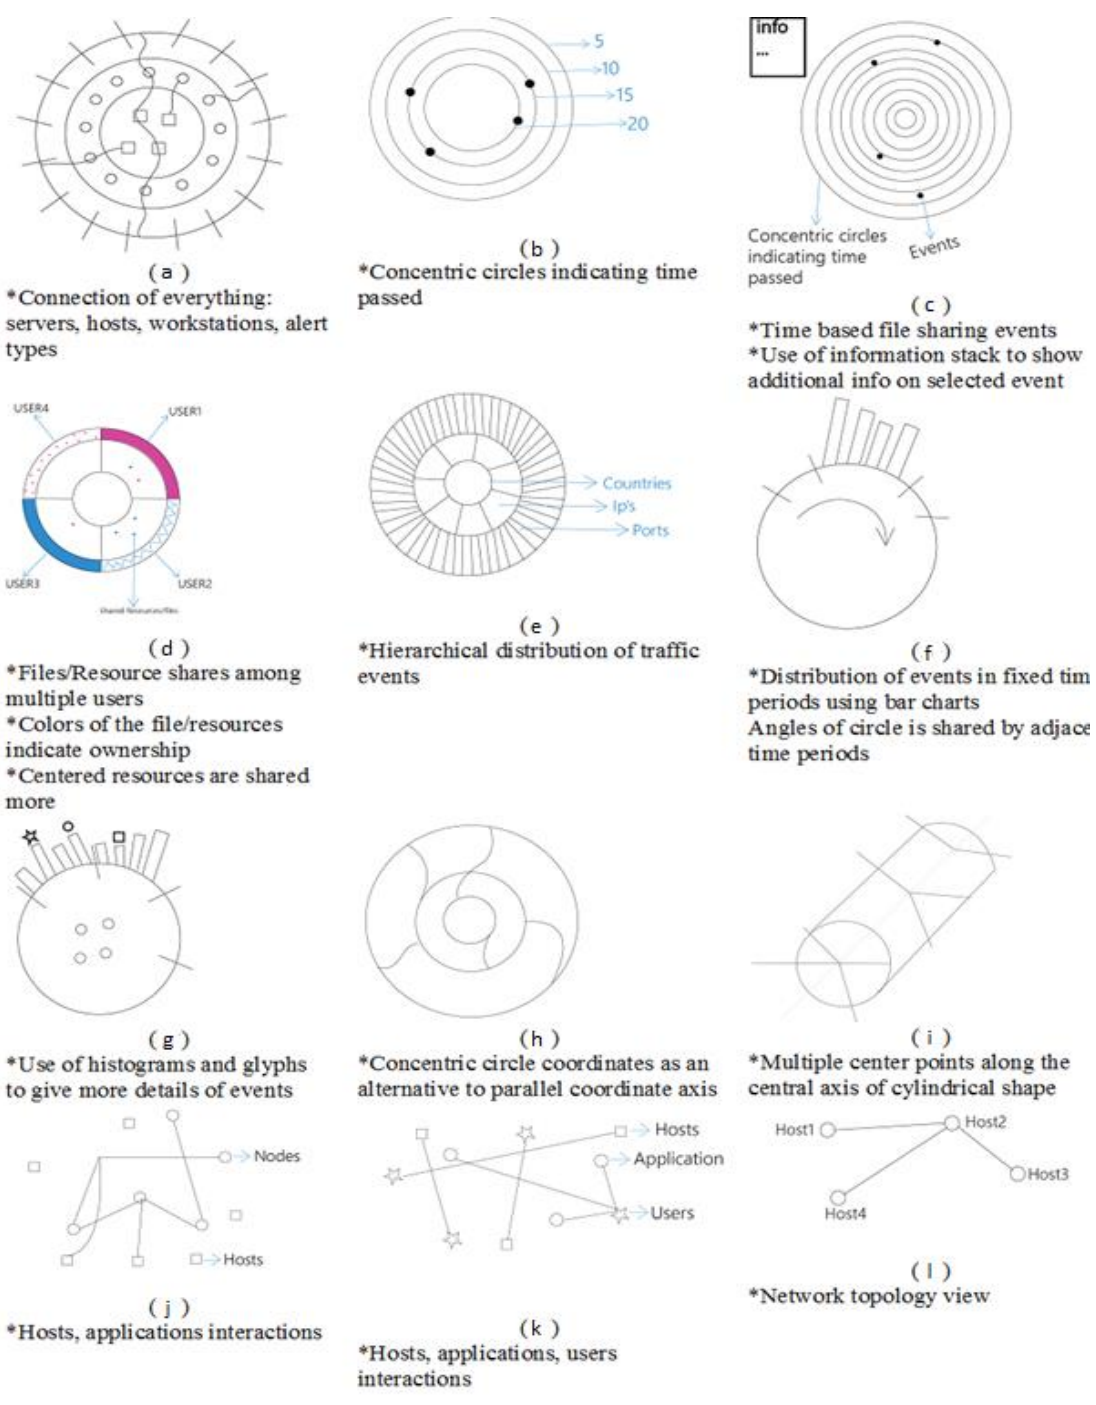 5
10
15
20
(a)
*Connection of everything:
servers, hosts, workstations, alert
types
(b)
*Concentric circles indicating time
passed
info
...
Concentric circles
indicating time
passed
Events
(c)
*Time based file sharing events
*Use of information stack to show
additional info on selected event
USER4
USER1
USER3
USER2
Shared Resources/files
(d)
*Files/Resource shares among
multiple users
*Colors of the file/resources
indicate ownership
*Centered resources are shared
more
Countries
Ip's
Ports
(e)
*Hierarchical distribution of traffic
events
(f)
*Distribution of events in fixed tim
periods using bar charts
Angles of circle is shared by adjace
time periods
(g)
*Use of histograms and glyphs
to give more details of events
(h)
*Concentric circle coordinates as an
alternative to parallel coordinate axis
(i)
*Multiple center points along the
central axis of cylindrical shape
Nodes
Hosts
(j)
*Hosts, applications interactions
Hosts
Application
Users
(k)
*Hosts, applications, users
interactions
Host1
Host2
Host3
Host4
(l)
*Network topology view